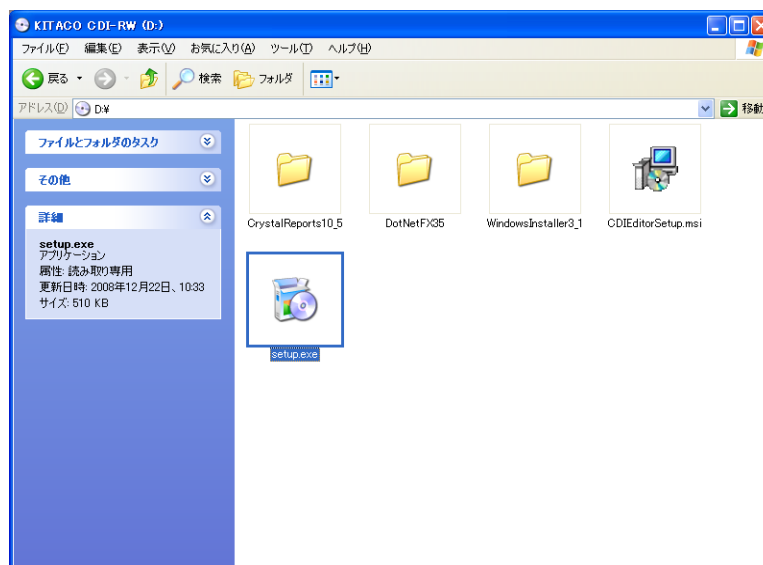 KITACO CDI-RW (D:)
ファイル(F) 編集(E) 表示(V) お気に入り(A) ツール(T) ヘルプ(H)
戻る 検索 フォルダ
アドレス(D) D:¥ 移動
ファイルとフォルダのタスク
その他
詳細
setup.exe
アプリケーション
属性: 読み取り専用
更新日時: 2008年12月22日、10:33
サイズ: 510 KB
CrystalReports10_5 DotNetFX35 WindowsInstaller3_1 CDIEditorSetup.msi
setup.exe